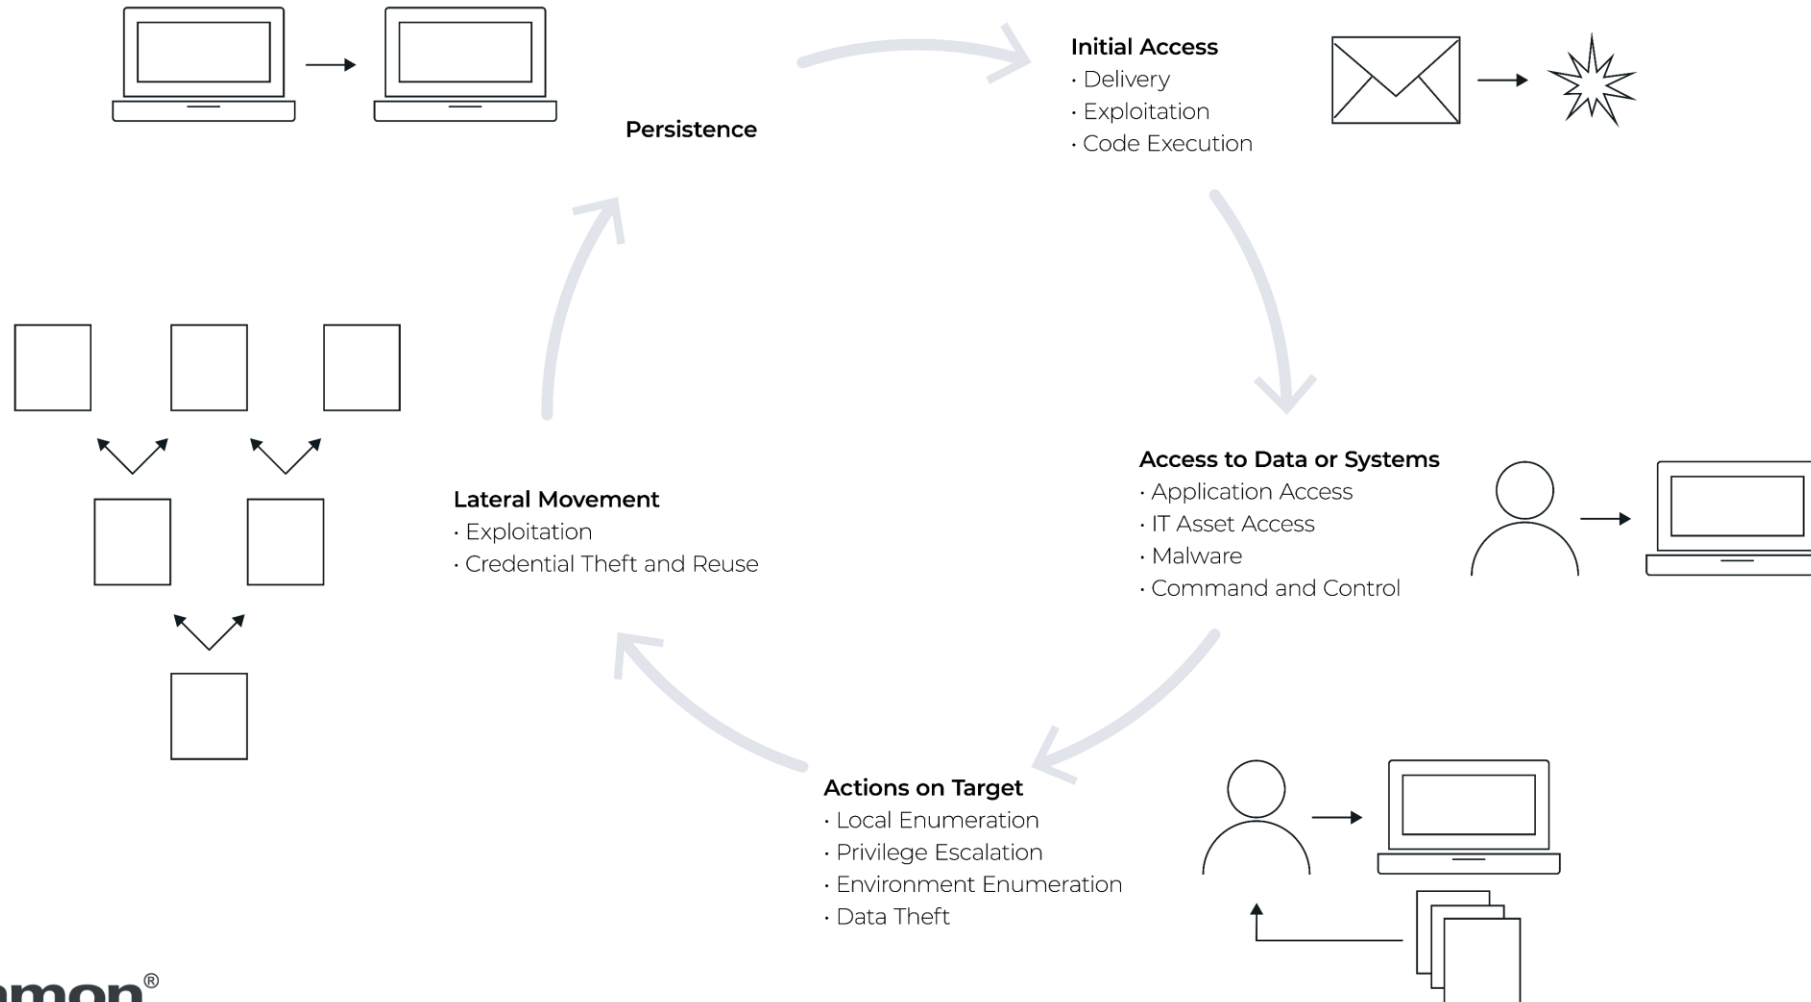 Initial Access
· Delivery
· Exploitation
· Code Execution
Persistence
Access to Data or Systems
· Application Access
· IT Asset Access
· Malware
· Command and Control
Lateral Movement
· Exploitation
· Credential Theft and Reuse
Actions on Target
· Local Enumeration
· Privilege Escalation
· Environment Enumeration
· Data Theft